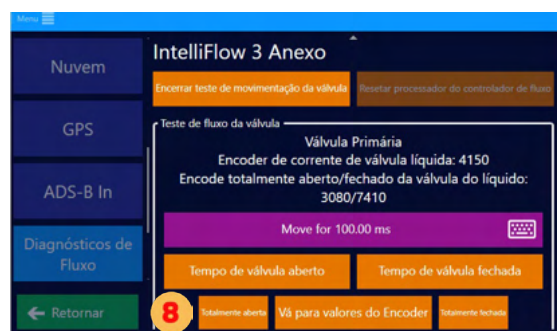 Menu
Nuvem
GPS
ADS-B In
Diagnósticos de
Fluxo
Retornar
IntelliFlow 3 Anexo
Encerrar teste de movimentação da válvula
Resetar processador do controlador de fluxo
Teste de fluxo da válvula
Válvula Primária
Encoder de corrente de válvula líquida: 4150
Encode totalmente aberto/fechado da válvula do líquido:
3080/7410
Move for 100.00 ms
Tempo de válvula aberto
Tempo de válvula fechada
8
Totalmente aberta
Vá para valores do Encoder
Totalmente fechada